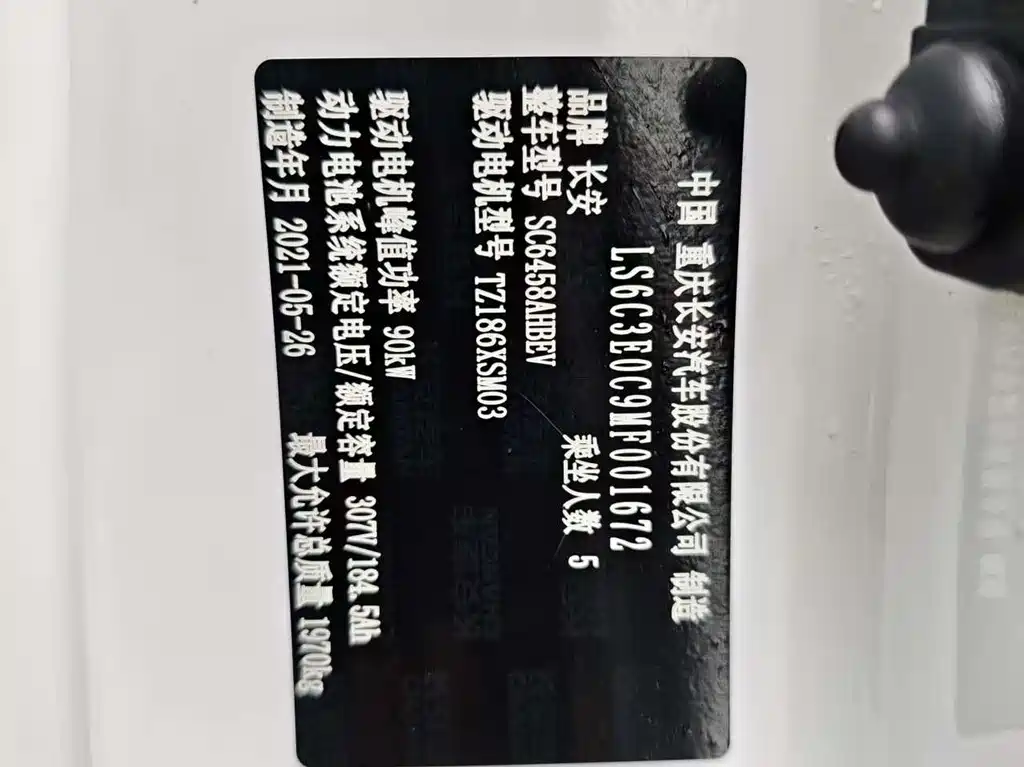 中国 重庆长安汽车股份有限公司 制造
LS6C3E0C9MF001672
品牌 长安 乘坐人数 5
整车型号 SC6458AHBEV
驱动电机型号 TZ186XSM03
驱动电机峰值功率 90kW
动力电池系统额定电压/额定容量 307V/184.5Ah
制造年月 2021-05-26 最大允许总质量 1970kg